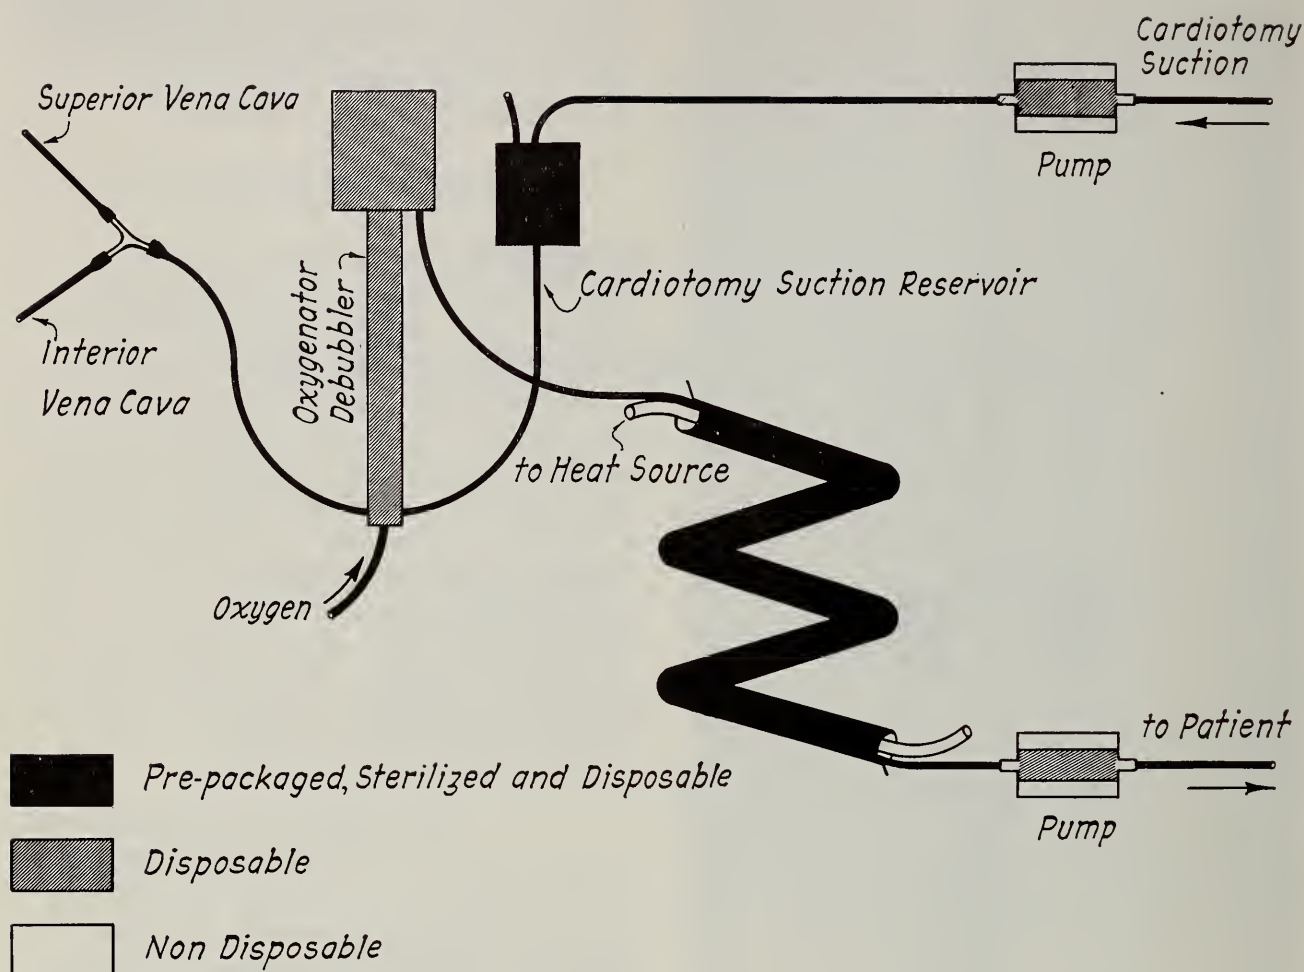 Cardiotomy
Suction
Superior Vena Cava
Pump
Interior
Vena Cava
Oxygenator
Debubbler
Cardiotomy Suction Reservoir
to Heat Source
Oxygen
to Patient
Pump
Pre-packaged, Sterilized and Disposable
Disposable
Non Disposable